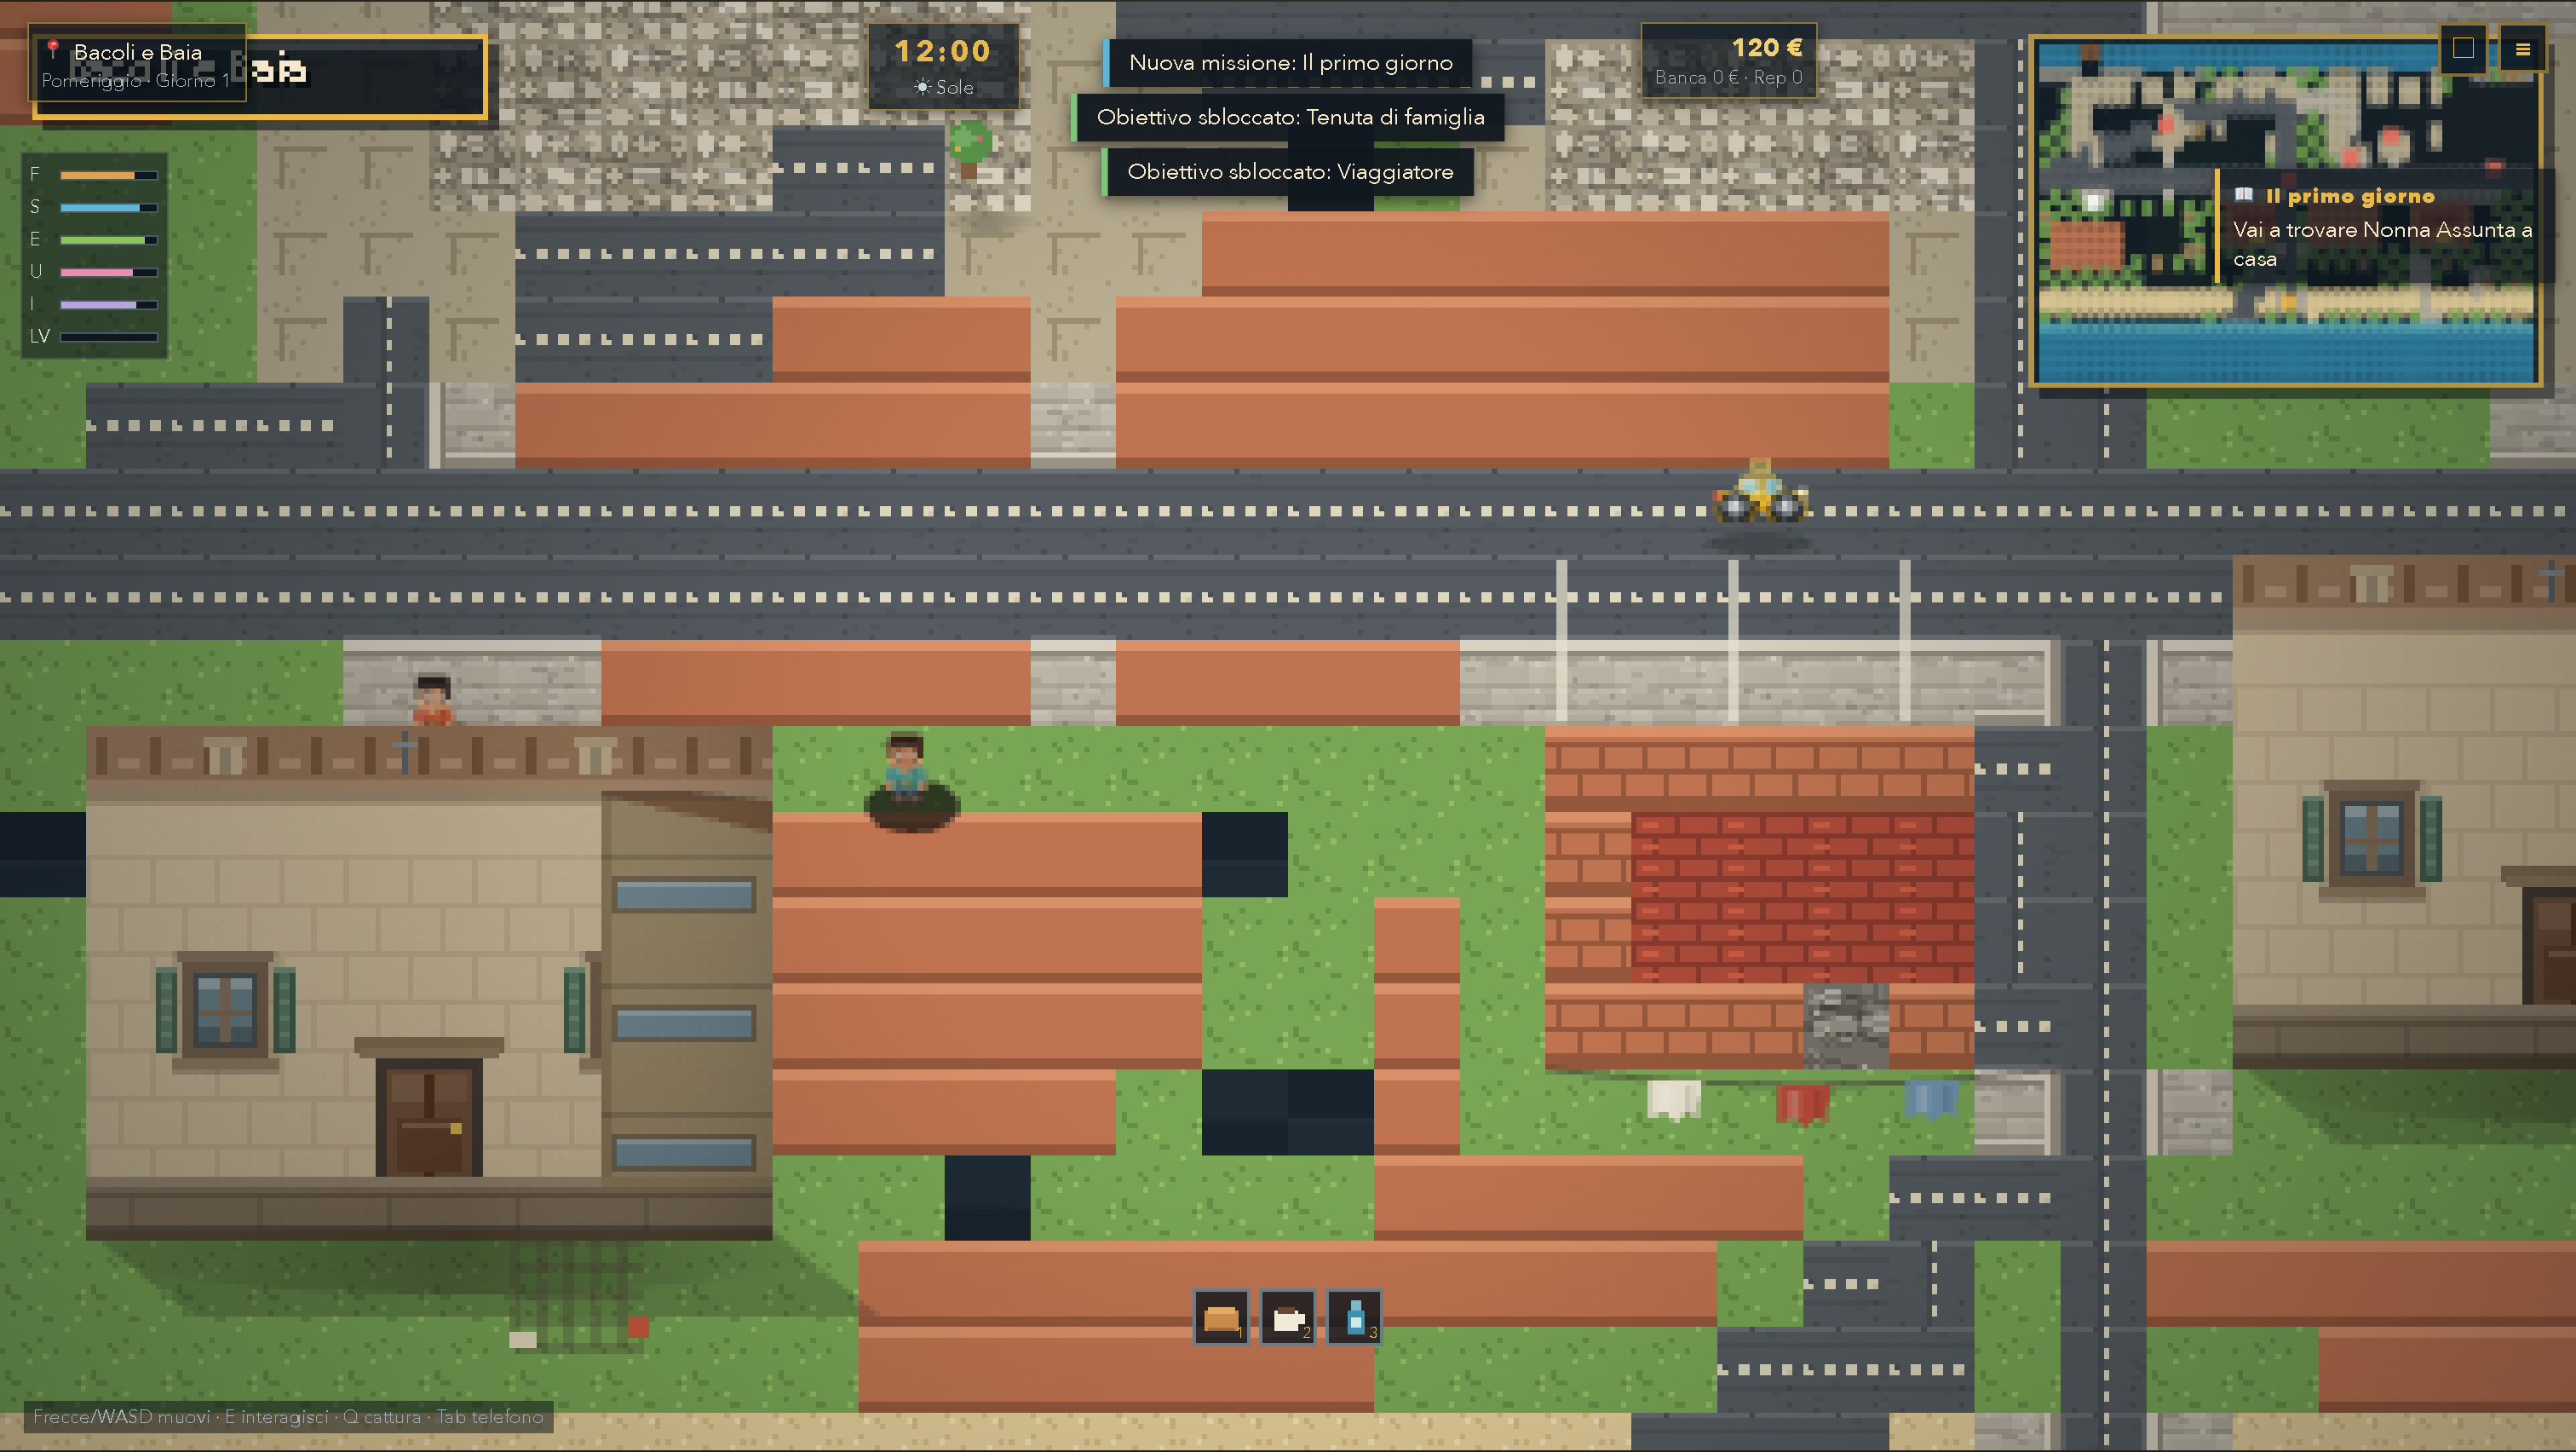 📍 Bacoli e Baia
Pomeriggio · Giorno 1
12:00
☀ Sole
Nuova missione: Il primo giorno
Obiettivo sbloccato: Tenuta di famiglia
Obiettivo sbloccato: Viaggiatore
120 €
Banca 0 € · Rep 0
☰
📖 Il primo giorno
Vai a trovare Nonna Assunta a
casa
F
S
E
U
I
LV
1
2
3
Frecce/WASD muovi · E interagisci · Q cattura · Tab telefono